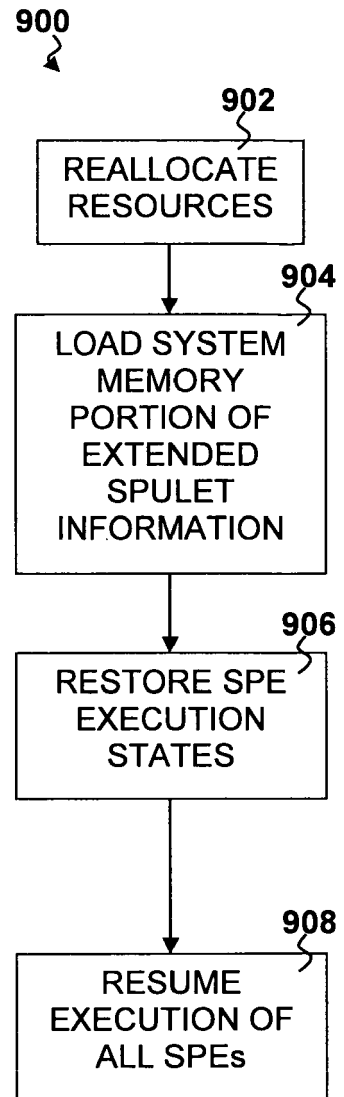 900
902
REALLOCATE
RESOURCES
904
LOAD SYSTEM
MEMORY
PORTION OF
EXTENDED
SPULET
INFORMATION
906
RESTORE SPE
EXECUTION
STATES
908
RESUME
EXECUTION OF
ALL SPEs